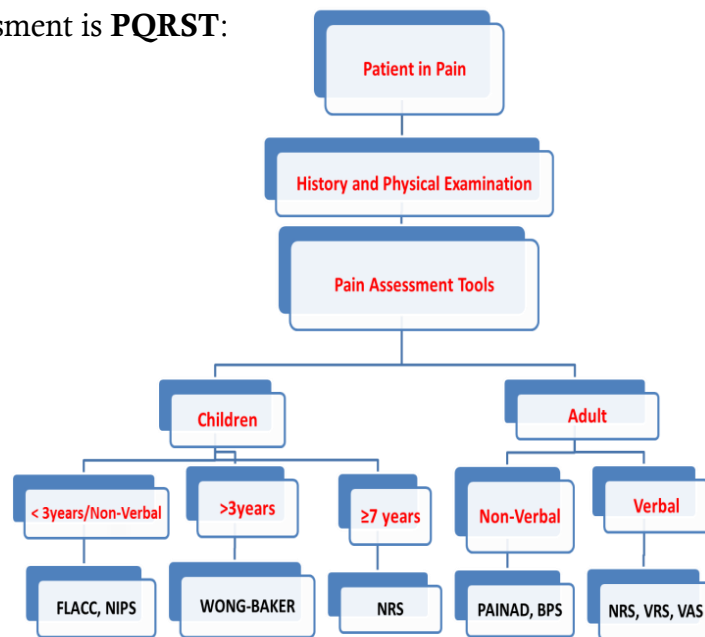 sment is PQRST:
Patient in Pain
History and Physical Examination
Pain Assessment Tools
Children
Adult
< 3years/Non-Verbal
>3years
≥7 years
Non-Verbal
Verbal
FLACC, NIPS
WONG-BAKER
NRS
PAINAD, BPS
NRS, VRS, VAS